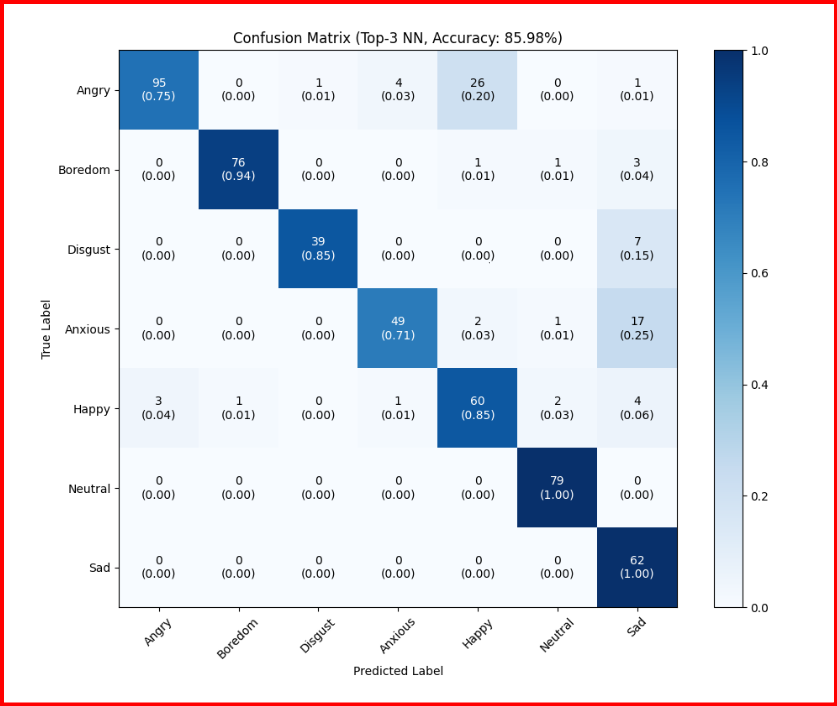 Confusion Matrix (Top-3 NN, Accuracy: 85.98%)
Angry
95 0 1 4 26 0 1
(0.75) (0.00) (0.01) (0.03) (0.20) (0.00) (0.01)
Boredom
0 76 0 0 1 1 3
(0.00) (0.94) (0.00) (0.00) (0.01) (0.01) (0.04)
Disgust
0 0 39 0 0 0 7
(0.00) (0.00) (0.85) (0.00) (0.00) (0.00) (0.15)
Anxious
0 0 0 49 2 1 17
(0.00) (0.00) (0.00) (0.71) (0.03) (0.01) (0.25)
Happy
3 1 0 1 60 2 4
(0.04) (0.01) (0.00) (0.01) (0.85) (0.03) (0.06)
Neutral
0 0 0 0 0 79 0
(0.00) (0.00) (0.00) (0.00) (0.00) (1.00) (0.00)
Sad
0 0 0 0 0 0 62
(0.00) (0.00) (0.00) (0.00) (0.00) (0.00) (1.00)
True Label
Angry Boredom Disgust Anxious Happy Neutral Sad
Predicted Label
1.0
0.8
0.6
0.4
0.2
0.0